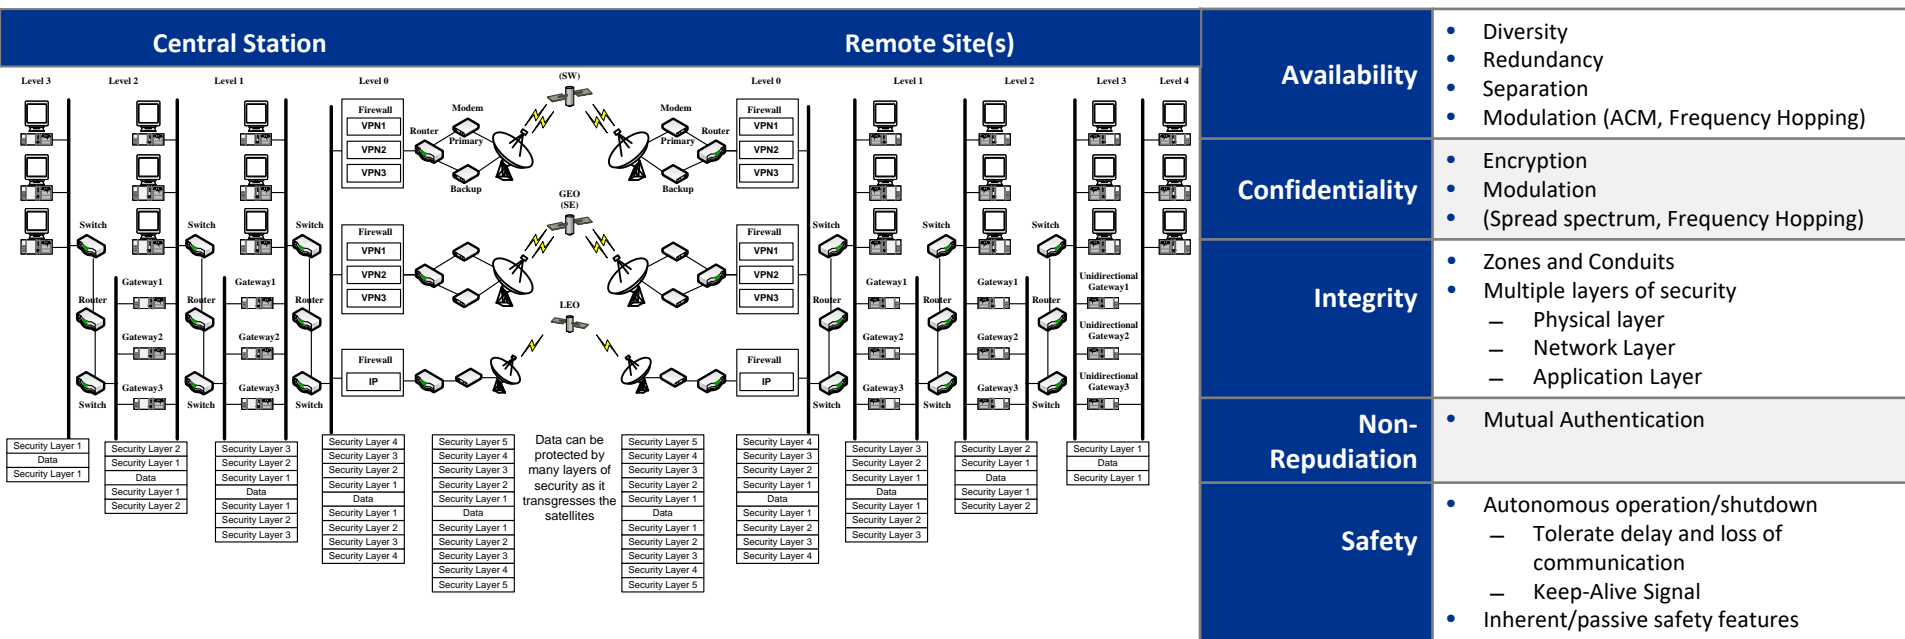 Central Station
Remote Site(s)
Level 3
Level 2
Level 1
Level 0
(SW)
Level 0
Level 1
Level 2
Level 3
Level 4
Firewall
VPN1
VPN2
VPN3
Router
Modem
Primary
Backup
Modem
Primary
Router
Backup
Firewall
VPN1
VPN2
VPN3
GEO
(SE)
Switch
Switch
Switch
Firewall
VPN1
VPN2
VPN3
Firewall
VPN1
VPN2
VPN3
Switch
Switch
Switch
Gateway1
Gateway1
Router
Router
Router
LEO
Router
Gateway1
Router
Gateway1
Router
Unidirectional
Gateway1
Gateway2
Gateway2
Gateway2
Gateway2
Unidirectional
Gateway2
Firewall
IP
Firewall
IP
Gateway3
Gateway3
Gateway3
Gateway3
Unidirectional
Gateway3
Switch
Switch
Switch
Switch
Switch
Switch
Security Layer 1
Data
Security Layer 1
Security Layer 2
Security Layer 1
Data
Security Layer 1
Security Layer 2
Security Layer 3
Security Layer 2
Security Layer 1
Data
Security Layer 1
Security Layer 2
Security Layer 3
Security Layer 4
Security Layer 3
Security Layer 2
Security Layer 1
Data
Security Layer 1
Security Layer 2
Security Layer 3
Security Layer 4
Security Layer 5
Security Layer 4
Security Layer 3
Security Layer 2
Security Layer 1
Data
Security Layer 1
Security Layer 2
Security Layer 3
Security Layer 4
Security Layer 5
Data can be
protected by
many layers of
security as it
transgresses the
satellites
Security Layer 5
Security Layer 4
Security Layer 3
Security Layer 2
Security Layer 1
Data
Security Layer 1
Security Layer 2
Security Layer 3
Security Layer 4
Security Layer 5
Security Layer 4
Security Layer 3
Security Layer 2
Security Layer 1
Data
Security Layer 1
Security Layer 2
Security Layer 3
Security Layer 4
Security Layer 3
Security Layer 2
Security Layer 1
Data
Security Layer 1
Security Layer 2
Security Layer 3
Security Layer 2
Security Layer 1
Data
Security Layer 1
Security Layer 2
Security Layer 1
Data
Security Layer 1
Availability
• Diversity
• Redundancy
• Separation
• Modulation (ACM, Frequency Hopping)
Confidentiality
• Encryption
• Modulation
• (Spread spectrum, Frequency Hopping)
Integrity
• Zones and Conduits
• Multiple layers of security
– Physical layer
– Network Layer
– Application Layer
Non-
Repudiation
• Mutual Authentication
Safety
• Autonomous operation/shutdown
– Tolerate delay and loss of
communication
– Keep-Alive Signal
• Inherent/passive safety features